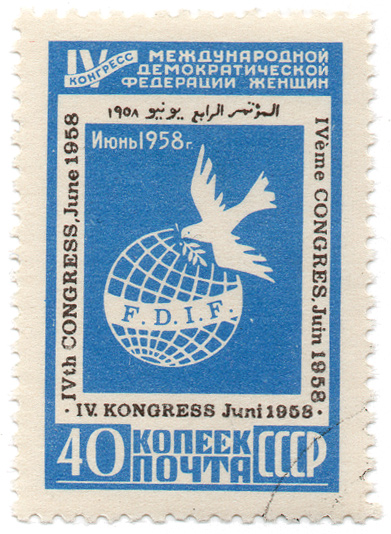 IV КОНГРЕСС
МЕЖДУНАРОДНОЙ
ДЕМОКРАТИЧЕСКОЙ
ФЕДЕРАЦИИ ЖЕНЩИН
المؤتمر الرابع يونيو ١٩٥٨
Июнь 1958 г.
IVth CONGRESS, June 1958
IVème CONGRES, Juin 1958
F. D. I. F.
· IV. KONGRESS Juni 1958 ·
40 КОПЕЕК
ПОЧТА
СССР